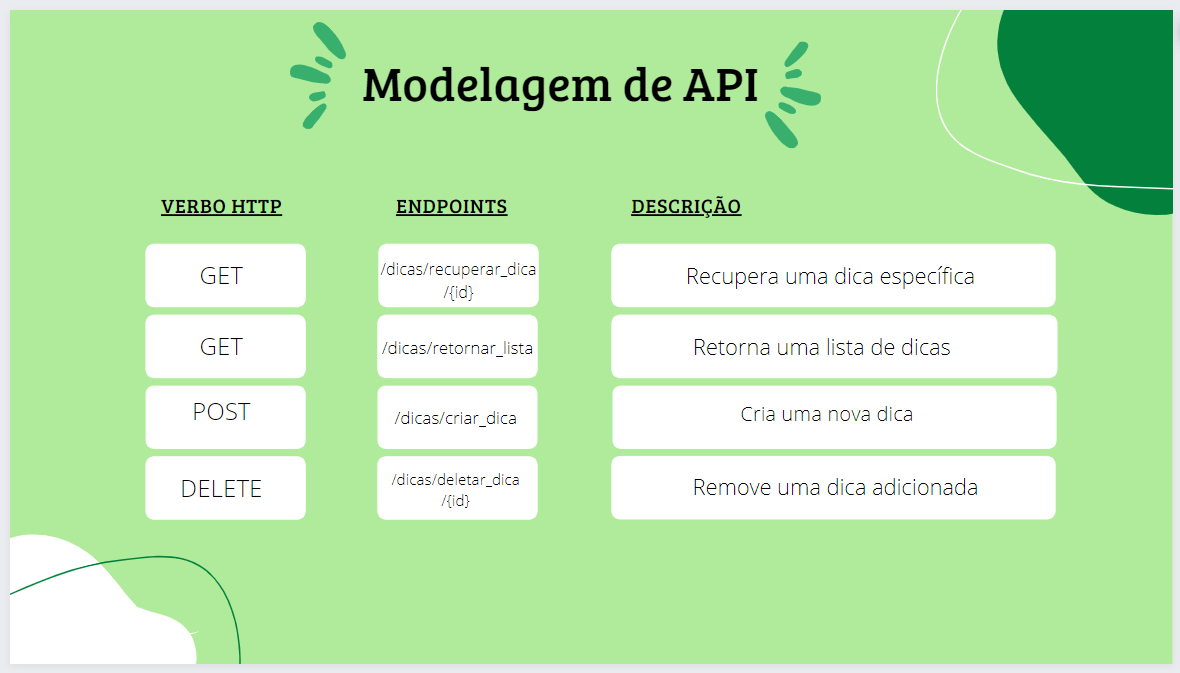 Modelagem de API
VERBO HTTP ENDPOINTS DESCRIÇÃO
GET /dicas/recuperar_dica Recupera uma dica específica
/{id}
GET /dicas/retornar_lista Retorna uma lista de dicas
POST /dicas/criar_dica Cria uma nova dica
DELETE /dicas/deletar_dica Remove uma dica adicionada
/{id}